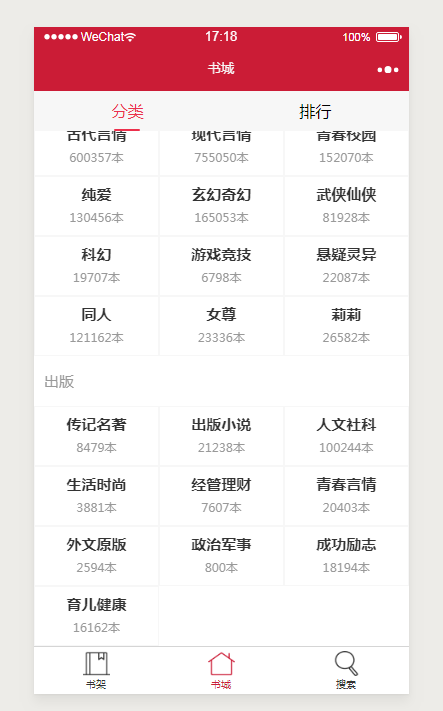 WeChat 17:18 100%
书城
分类 排行
古代言情 现代言情 青春校园
600357本 755050本 152070本
纯爱 玄幻奇幻 武侠仙侠
130456本 165053本 81928本
科幻 游戏竞技 悬疑灵异
19707本 6798本 22087本
同人 女尊 莉莉
121162本 23336本 26582本
出版
传记名著 出版小说 人文社科
8479本 21238本 100244本
生活时尚 经管理财 青春言情
3881本 7607本 20403本
外文原版 政治军事 成功励志
2594本 800本 18194本
育儿健康
16162本
书架 书城 搜索